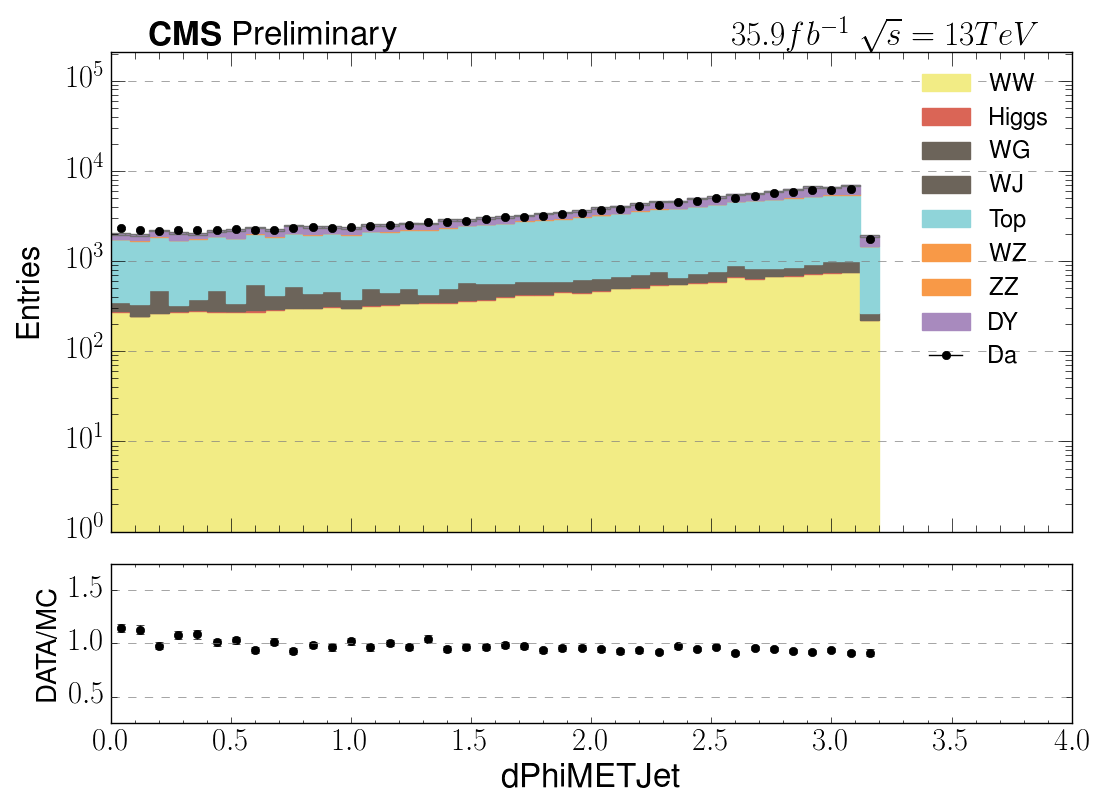 CMS Preliminary 35.9fb⁻¹ √s = 13TeV
Entries
10⁵
10⁴
10³
10²
10¹
10⁰
WW
Higgs
WG
WJ
Top
WZ
ZZ
DY
Da
DATA/MC
1.5
1.0
0.5
0.0 0.5 1.0 1.5 2.0 2.5 3.0 3.5 4.0
dPhiMETJet